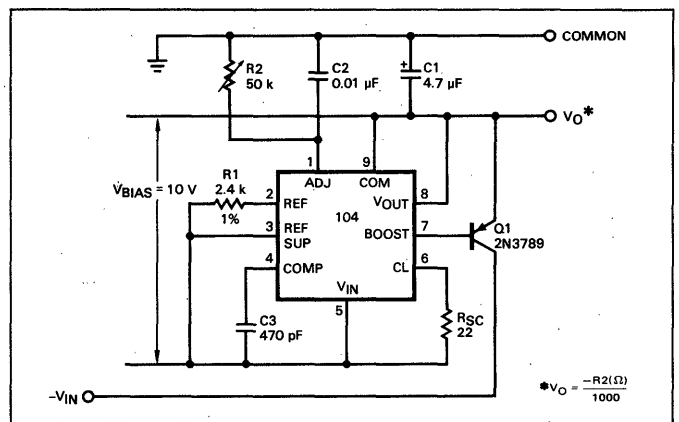 COMMON
R2
50 k
C2
0.01 µF
+
C1
4.7 µF
VO*
1
9
ADJ
COM
VBIAS = 10 V
R1
2.4 k
1%
2
REF
3
REF
SUP
4
COMP
104
VOUT
8
BOOST
7
CL
6
VIN
5
Q1
2N3789
C3
470 pF
RSC
22
-VIN
*VO = -R2(Ω)
1000